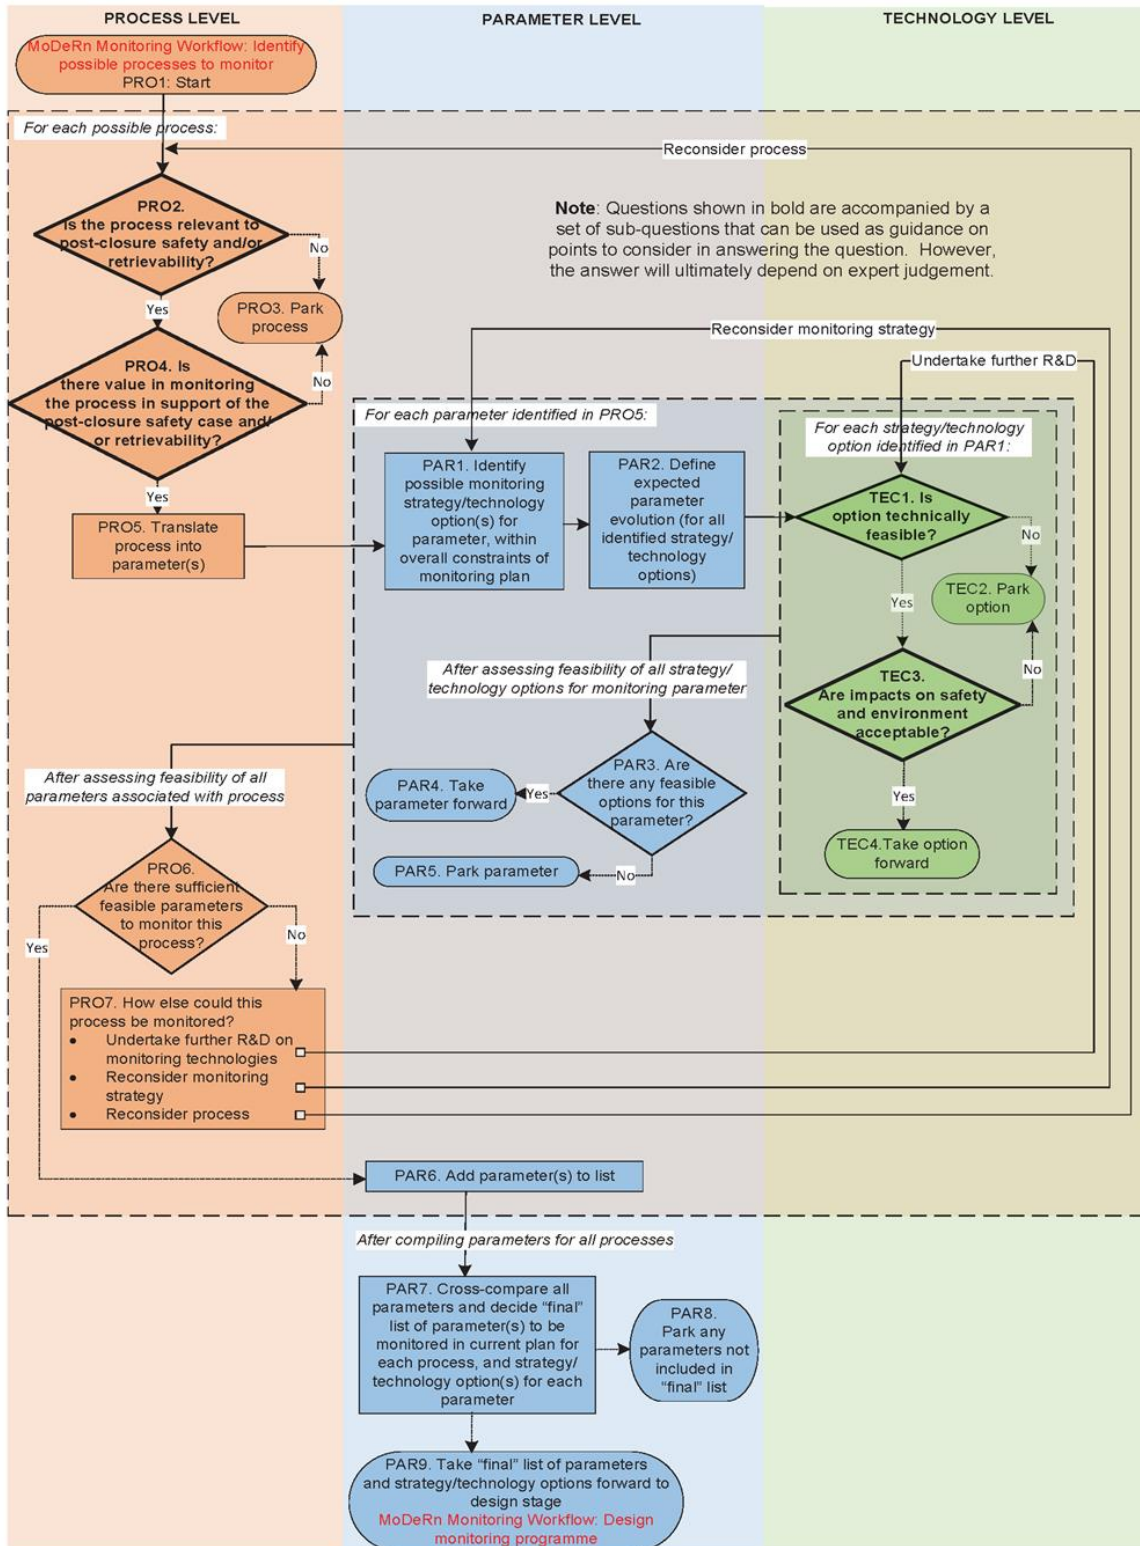 PROCESS LEVEL
PARAMETER LEVEL
TECHNOLOGY LEVEL
MoDeRn Monitoring Workflow: Identify
possible processes to monitor
PRO1: Start
For each possible process:
Reconsider process
PRO2.
Is the process relevant to
post-closure safety and/or
retrievability?
No
Yes
PRO3. Park
process
Note: Questions shown in bold are accompanied by a
set of sub-questions that can be used as guidance on
points to consider in answering the question. However,
the answer will ultimately depend on expert judgement.
PRO4. Is
there value in monitoring
the process in support of the
post-closure safety case and/
or retrievability?
No
Yes
PRO5. Translate
process into
parameter(s)
Reconsider monitoring strategy
Undertake further R&D
For each parameter identified in PRO5:
PAR1. Identify
possible monitoring
strategy/technology
option(s) for
parameter, within
overall constraints of
monitoring plan
PAR2. Define
expected
parameter
evolution (for all
identified strategy/
technology
options)
For each strategy/technology
option identified in PAR1:
TEC1. Is
option technically
feasible?
No
Yes
TEC2. Park
option
TEC3.
Are impacts on safety
and environment
acceptable?
No
Yes
TEC4.Take option
forward
After assessing feasibility of all strategy/
technology options for monitoring parameter
PAR3. Are
there any feasible
options for this
parameter?
Yes
PAR4. Take
parameter forward
No
PAR5. Park parameter
After assessing feasibility of all
parameters associated with process
PRO6.
Are there sufficient
feasible parameters
to monitor this
process?
Yes
No
PRO7. How else could this
process be monitored?
• Undertake further R&D on
monitoring technologies
• Reconsider monitoring
strategy
• Reconsider process
PAR6. Add parameter(s) to list
After compiling parameters for all processes
PAR7. Cross-compare all
parameters and decide “final”
list of parameter(s) to be
monitored in current plan for
each process, and strategy/
technology option(s) for each
parameter
PAR8.
Park any
parameters not
included in
“final” list
PAR9. Take “final” list of parameters
and strategy/technology options forward to
design stage
MoDeRn Monitoring Workflow: Design
monitoring programme